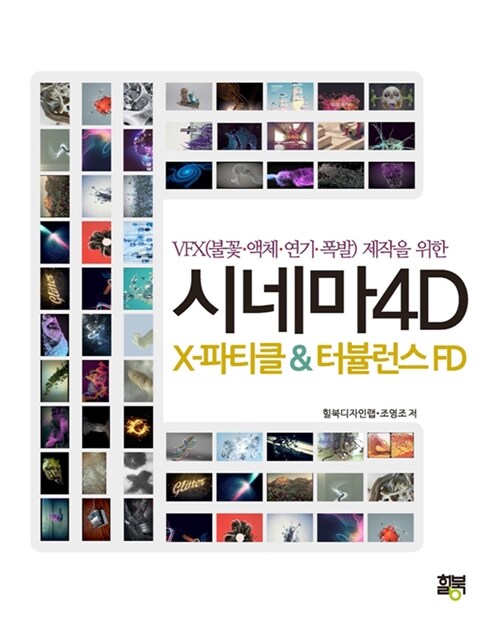 VFX(불꽃·액체·연기·폭발) 제작을 위한
시네마4D
X-파티클 & 터뷸런스 FD
힐북디자인랩·조영조 저
Glitter
Glitter
힐북